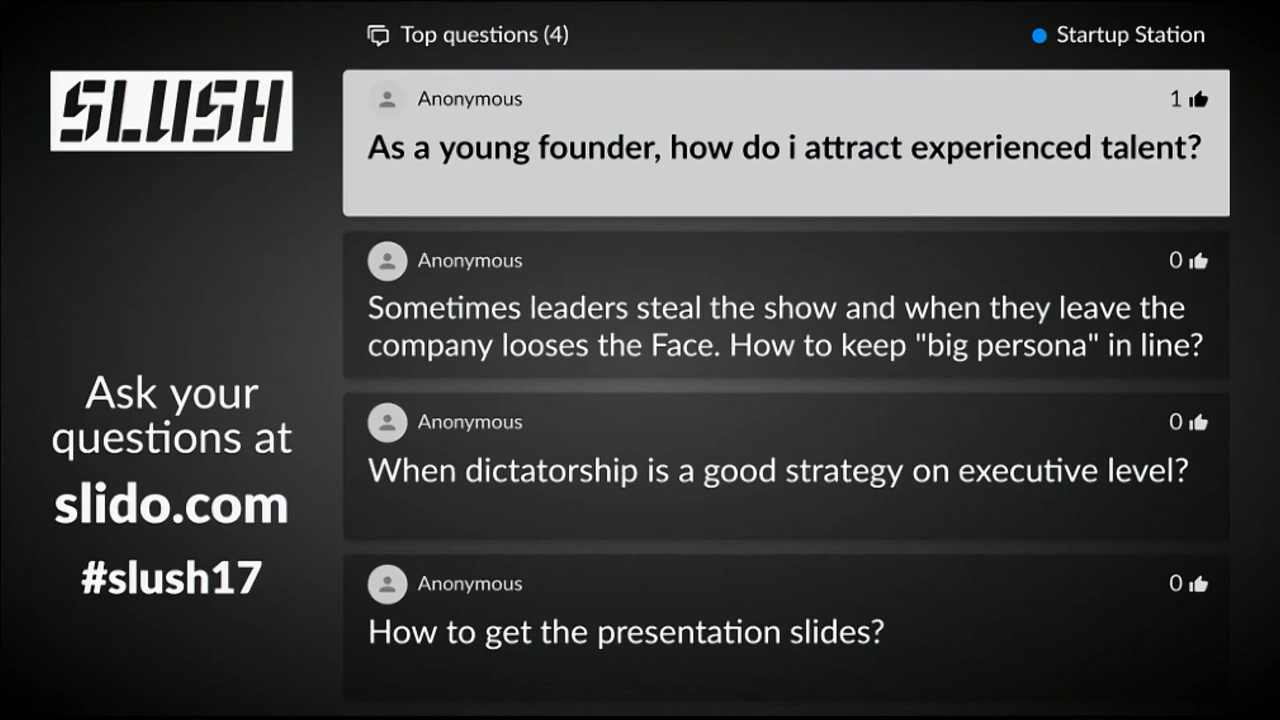 Top questions (4)
Startup Station
SLUSH
Anonymous
1
As a young founder, how do i attract experienced talent?
Anonymous
0
Sometimes leaders steal the show and when they leave the
company looses the Face. How to keep "big persona" in line?
Anonymous
0
When dictatorship is a good strategy on executive level?
Anonymous
0
How to get the presentation slides?
Ask your
questions at
slido.com
#slush17